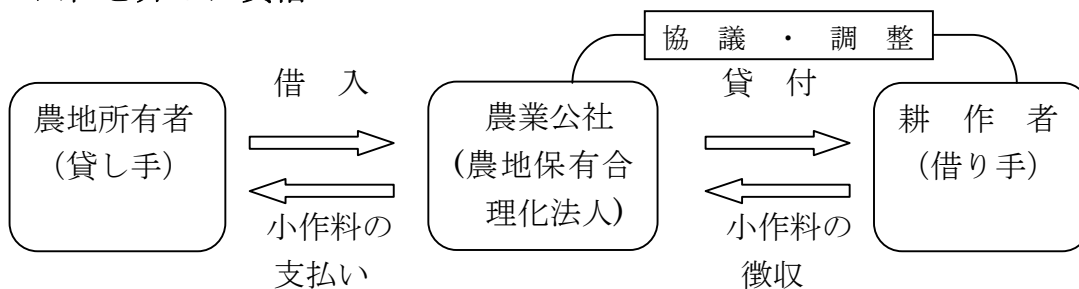 協議・調整
借入
貸付
農地所有者
(貸し手)
農業公社
(農地保有合
理化法人)
耕作者
(借り手)
小作料の
支払い
小作料の
徴収